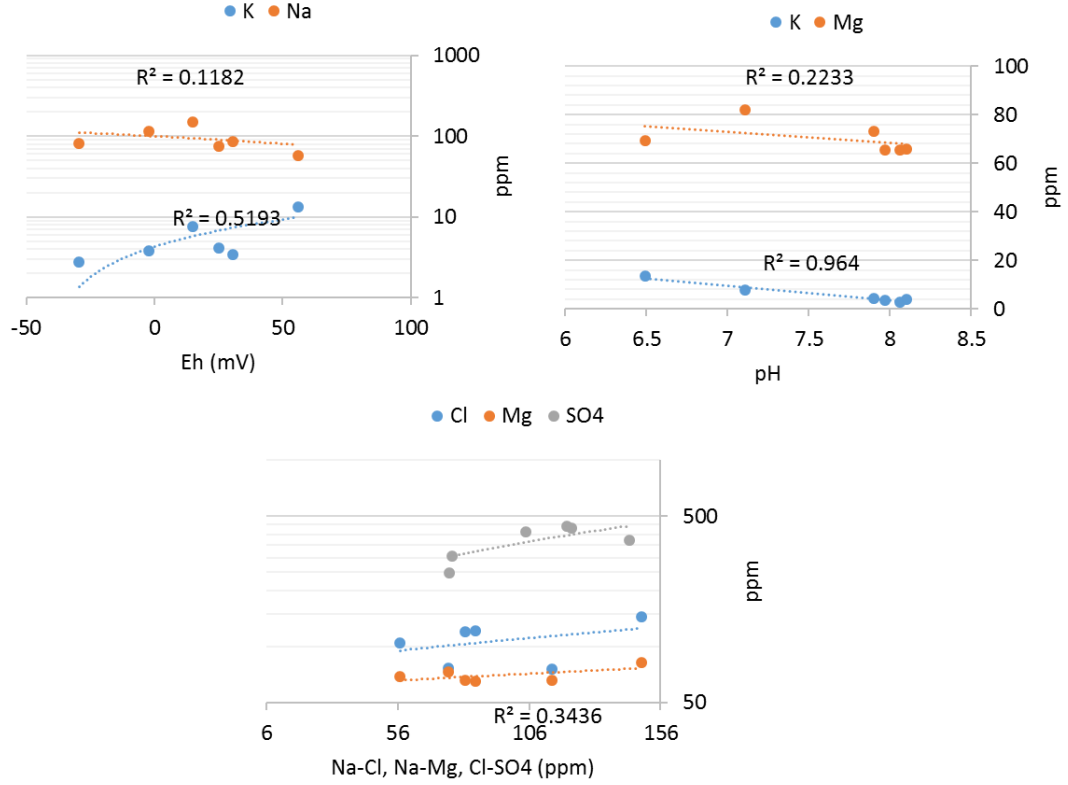 K Na
R² = 0.1182
R² = 0.5193
1000
100
10
1
-50 0 50 100
Eh (mV)
ppm
K Mg
R² = 0.2233
R² = 0.964
100
80
60
40
20
0
6 6.5 7 7.5 8 8.5
pH
ppm
Cl Mg SO4
500
50
R² = 0.3436
6 56 106 156
Na-Cl, Na-Mg, Cl-SO4 (ppm)
ppm